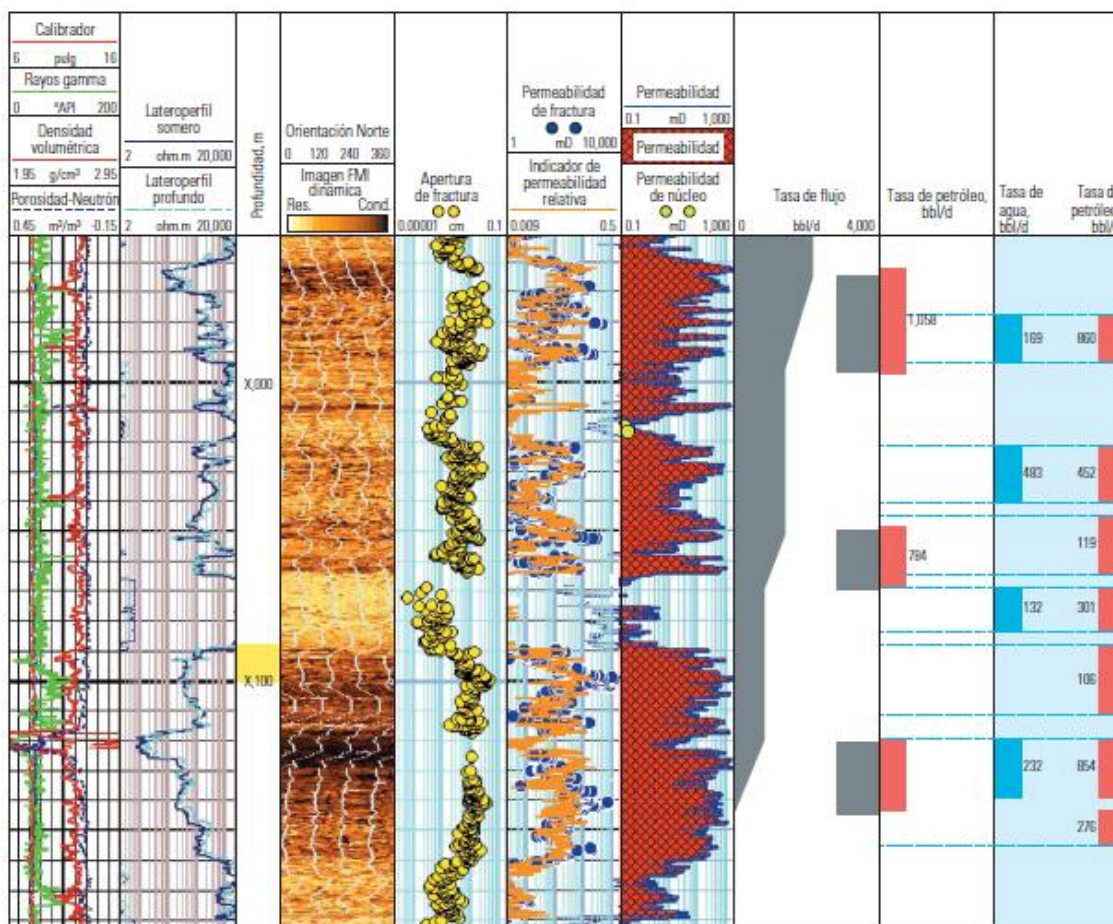 Calibrador
6 pulg 16
Rayos gamma
0 °API 200
Densidad
volumétrica
1.95 g/cm³ 2.95
Porosidad-Neutrón
0.45 m³/m³ -0.15
Lateroperfil
somero
2 ohm.m 20,000
Lateroperfil
profundo
2 ohm.m 20,000
Profundidad, m
Orientación Norte
0 120 240 360
Imagen FMI
dinámica
Res. Cond.
Apertura
de fractura
0.00001 cm 0.1
Permeabilidad
de fractura
1 mD 10,000
Indicador de
permeabilidad
relativa
0.009 0.5
Permeabilidad
0.1 mD 1,000
Permeabilidad
Permeabilidad
de núcleo
0.1 mD 1,000
Tasa de flujo
0 bbl/d 4,000
Tasa de petróleo,
bbl/d
Tasa de
agua,
bbl/d
Tasa d
petróleo
bbl/
X,000
X,100
1,058
784
169 860
483 452
119
132 301
106
232 854
276